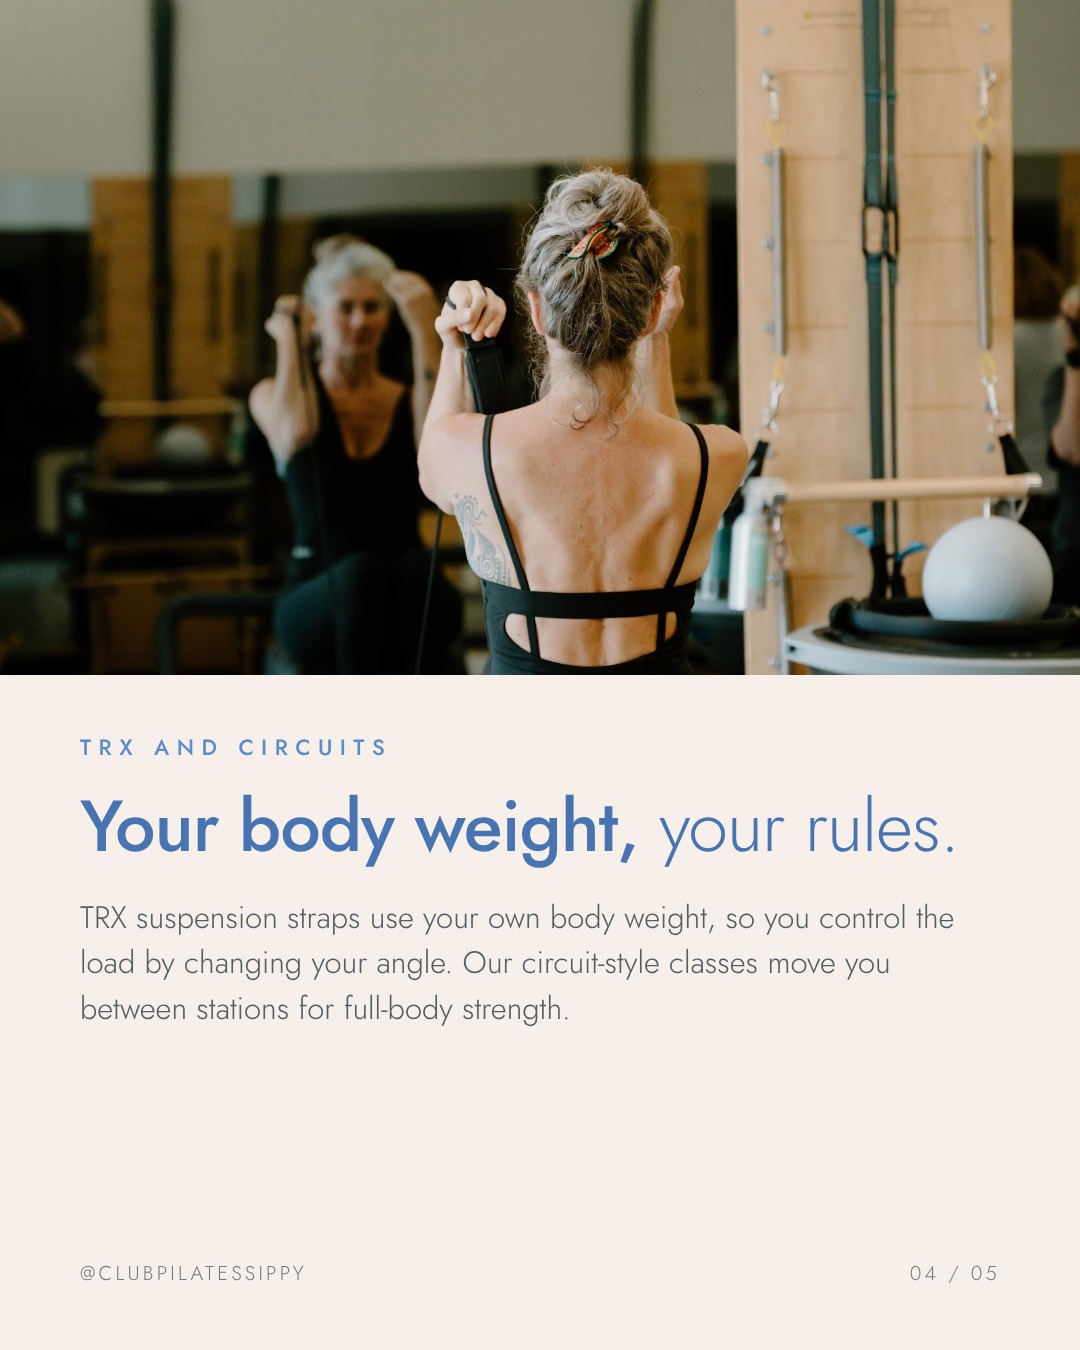 TRX AND CIRCUITS
Your body weight, your rules.
TRX suspension straps use your own body weight, so you control the
load by changing your angle. Our circuit-style classes move you
between stations for full-body strength.
@CLUBPILATESSIPPY
04 / 05